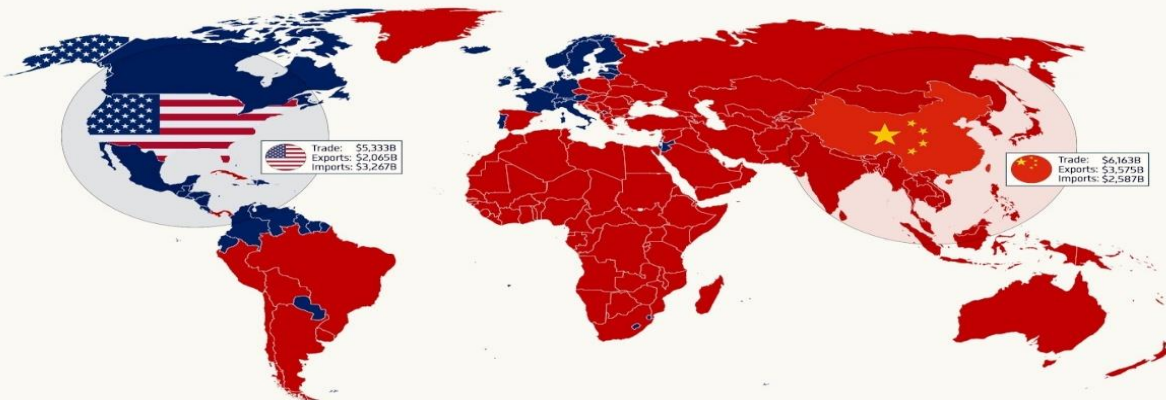 Trade: $5,333B
Exports: $2,065B
Imports: $3,267B
Trade: $6,163B
Exports: $3,575B
Imports: $2,587B